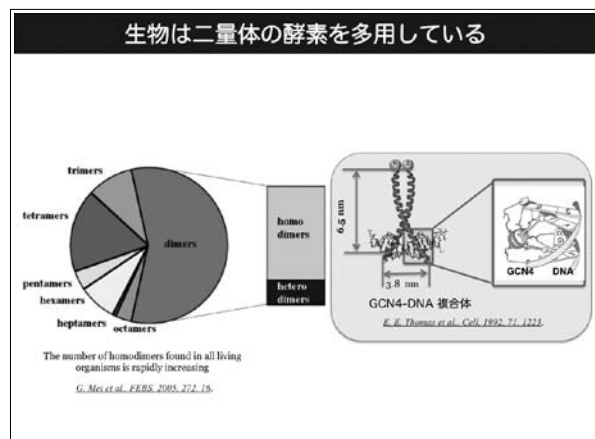 生物は二量体の酵素を多用している
trimers
tetramers
dimers
pentamers
hexamers
heptamers
octamers
homo
dimers
hetero
dimers
6.5 nm
3.8 nm
GCN4
DNA
GCN4-DNA 複合体
E. E. Thomas et al., Cell, 1992, 71, 1223.
The number of homodimers found in all living
organisms is rapidly increasing
G. Mei et al., FEBS, 2005, 272, 16.